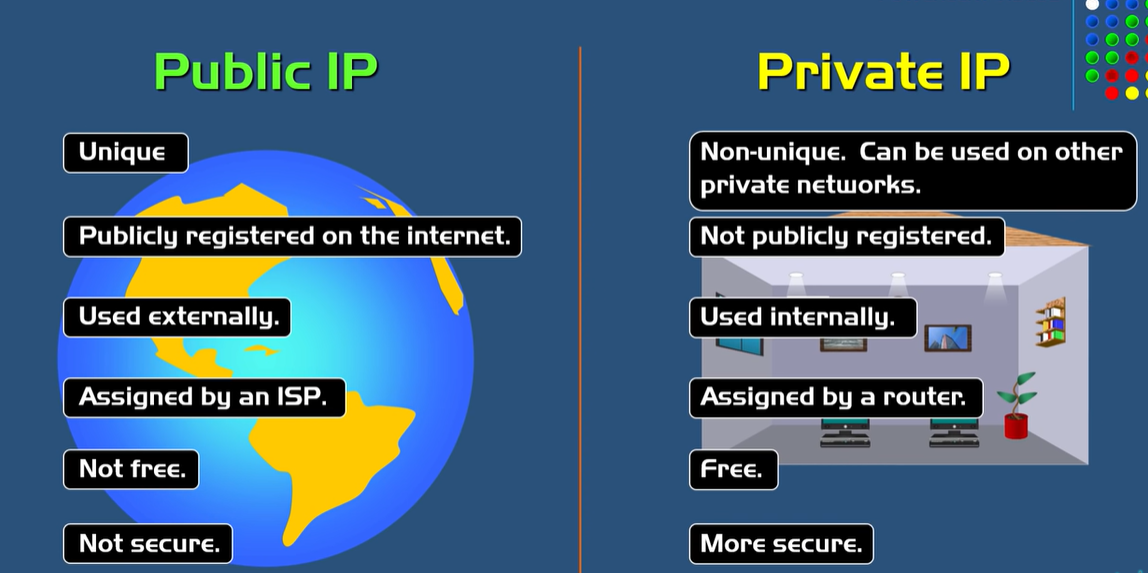 Public IP
Unique
Publicly registered on the internet.
Used externally.
Assigned by an ISP.
Not free.
Not secure.
Private IP
Non-unique.  Can be used on other
private networks.
Not publicly registered.
Used internally.
Assigned by a router.
Free.
More secure.